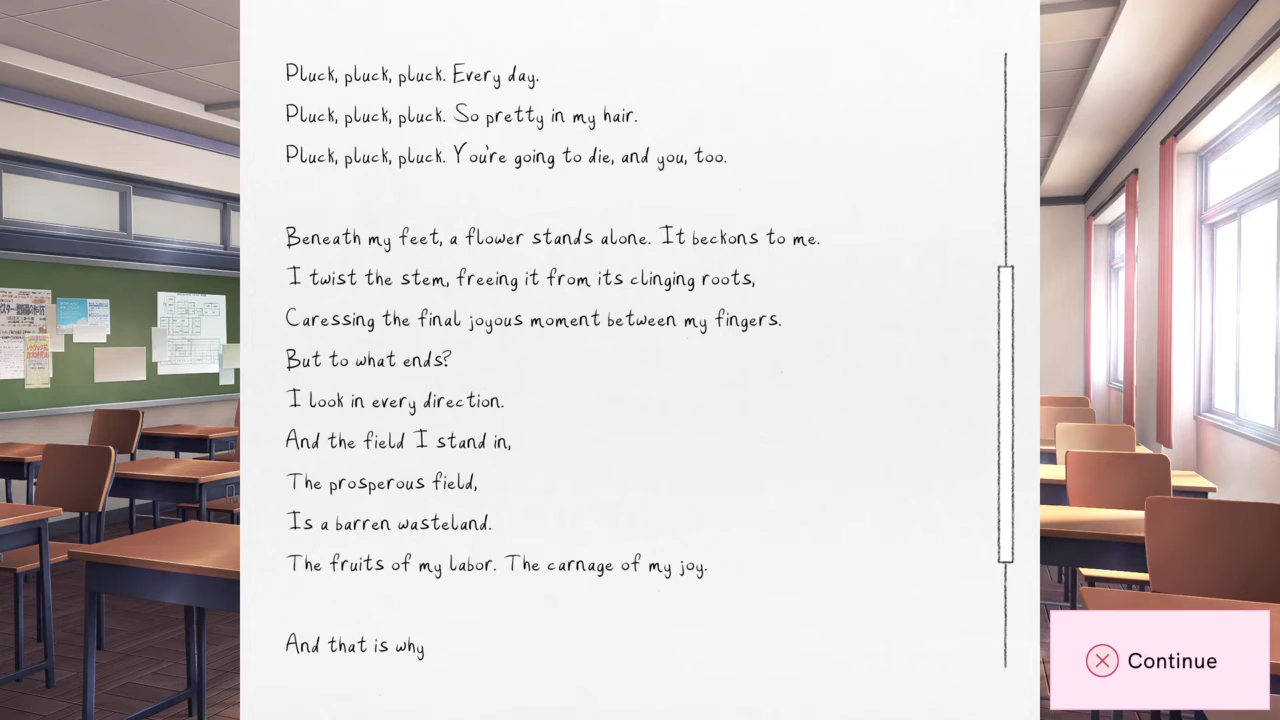 Pluck, pluck, pluck. Every day.
Pluck, pluck, pluck. So pretty in my hair.
Pluck, pluck, pluck. You're going to die, and you, too.
Beneath my feet, a flower stands alone. It beckons to me.
I twist the stem, freeing it from its clinging roots,
Caressing the final joyous moment between my fingers.
But to what ends?
I look in every direction.
And the field I stand in,
The prosperous field,
Is a barren wasteland.
The fruits of my labor. The carnage of my joy.
And that is why
Continue